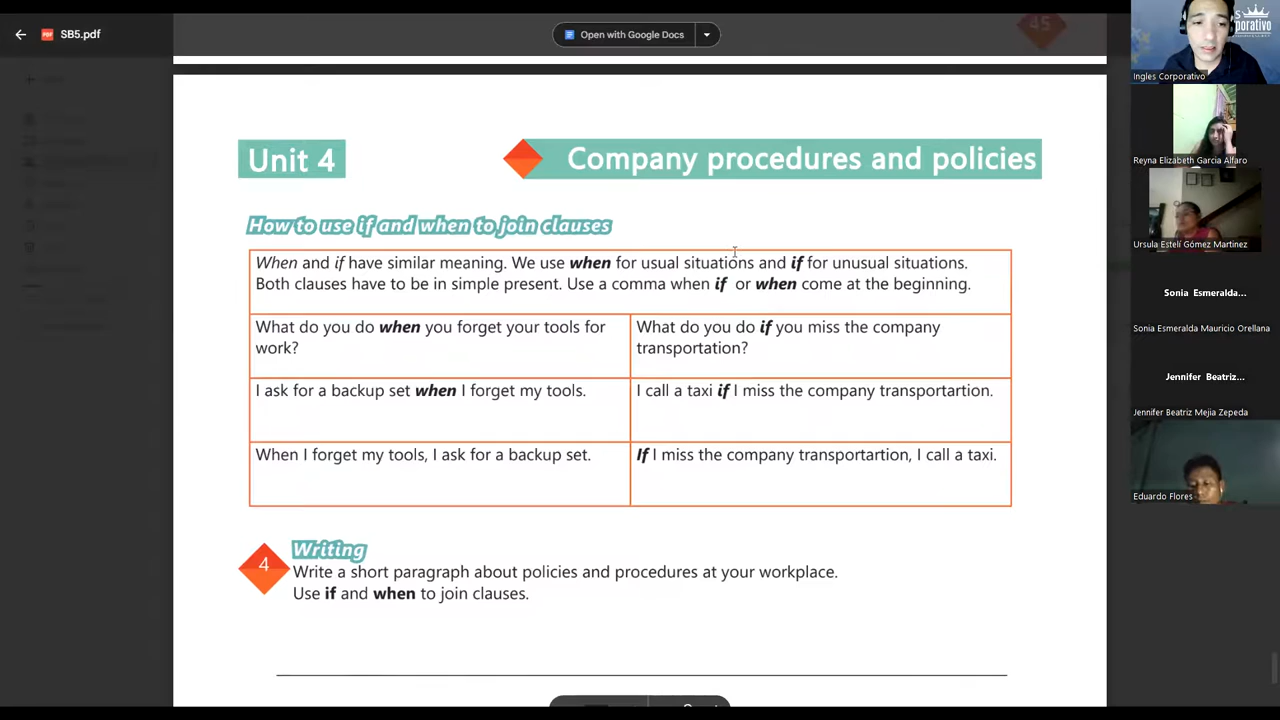 SB5.pdf
Open with Google Docs
45
Unit 4
Company procedures and policies
How to use if and when to join clauses
When and if have similar meaning. We use when for usual situations and if for unusual situations.
Both clauses have to be in simple present. Use a comma when if or when come at the beginning.
What do you do when you forget your tools for
work?
What do you do if you miss the company
transportation?
I ask for a backup set when I forget my tools.
I call a taxi if I miss the company transportartion.
When I forget my tools, I ask for a backup set.
If I miss the company transportartion, I call a taxi.
4
Writing
Write a short paragraph about policies and procedures at your workplace.
Use if and when to join clauses.
S
porativo
Ingles Corporativo
Reyna Elizabeth Garcia Alfaro
Ursula Estelí Gómez Martinez
Sonia Esmeralda...
Sonia Esmeralda Mauricio Orellana
Jennifer Beatriz...
Jennifer Beatriz Mejia Zepeda
Eduardo Flores